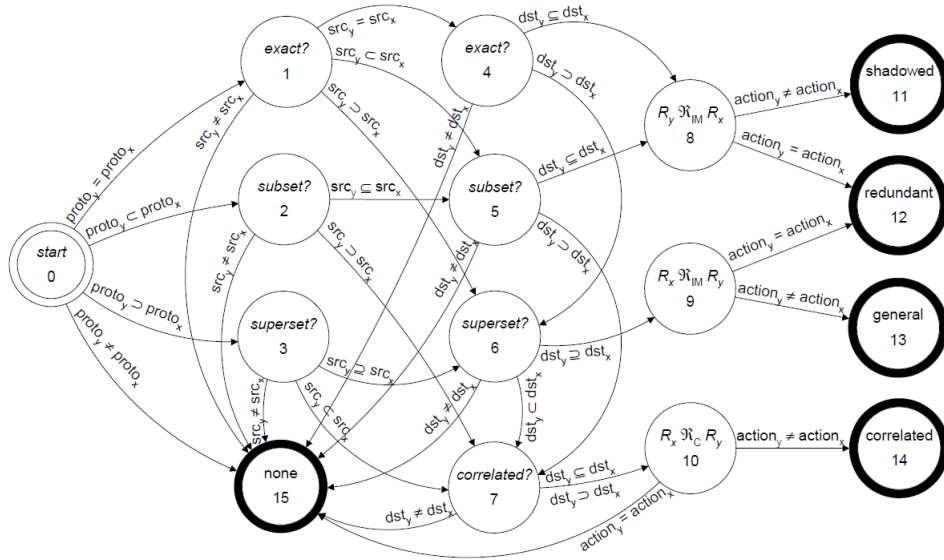 start
0
proto_y = proto_x
proto_y ⊂ proto_x
proto_y ⊃ proto_x
proto_y ≠ proto_x
exact?
1
src_y = src_x
src_y ⊂ src_x
src_y ⊃ src_x
src_y ≠ src_x
subset?
2
src_y ⊆ src_x
src_y ⊃ src_x
src_y ≠ src_x
superset?
3
src_y ⊇ src_x
src_y ⊂ src_x
src_y ≠ src_x
exact?
4
dst_y ⊆ dst_x
dst_y ⊃ dst_x
dst_y ≠ dst_x
subset?
5
dst_y ⊆ dst_x
dst_y ⊃ dst_x
dst_y ≠ dst_x
superset?
6
dst_y ⊇ dst_x
dst_y ⊂ dst_x
dst_y ≠ dst_x
correlated?
7
dst_y ⊆ dst_x
dst_y ⊃ dst_x
dst_y ≠ dst_x
R_y ℜ_IM R_x
8
action_y ≠ action_x
action_y = action_x
R_x ℜ_IM R_y
9
action_y = action_x
action_y ≠ action_x
R_x ℜ_C R_y
10
action_y ≠ action_x
action_y = action_x
shadowed
11
redundant
12
general
13
correlated
14
none
15